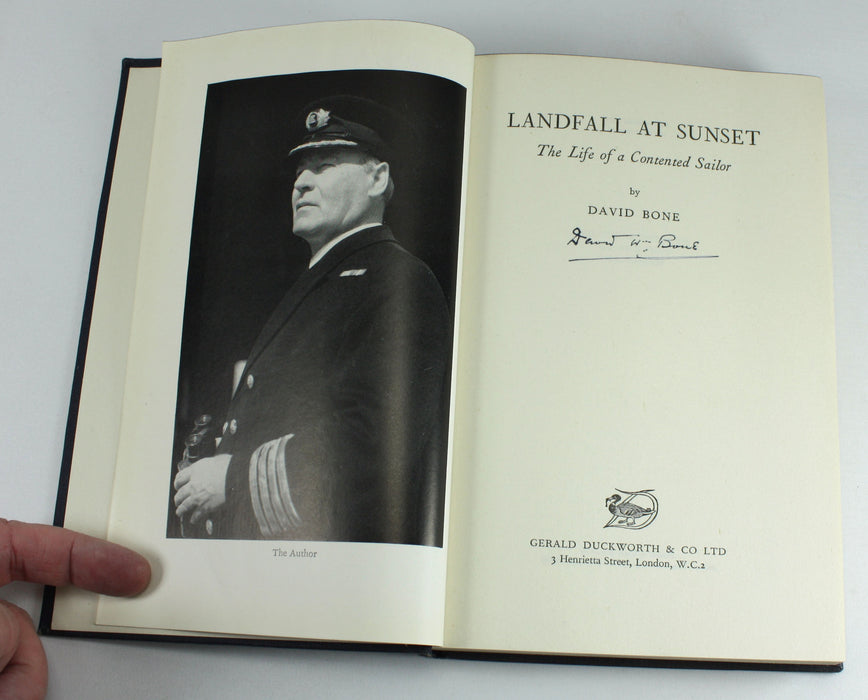 The Author
LANDFALL AT SUNSET
The Life of a Contented Sailor
by
DAVID BONE
David W. Bone
GERALD DUCKWORTH & CO LTD
3 Henrietta Street, London, W.C.2